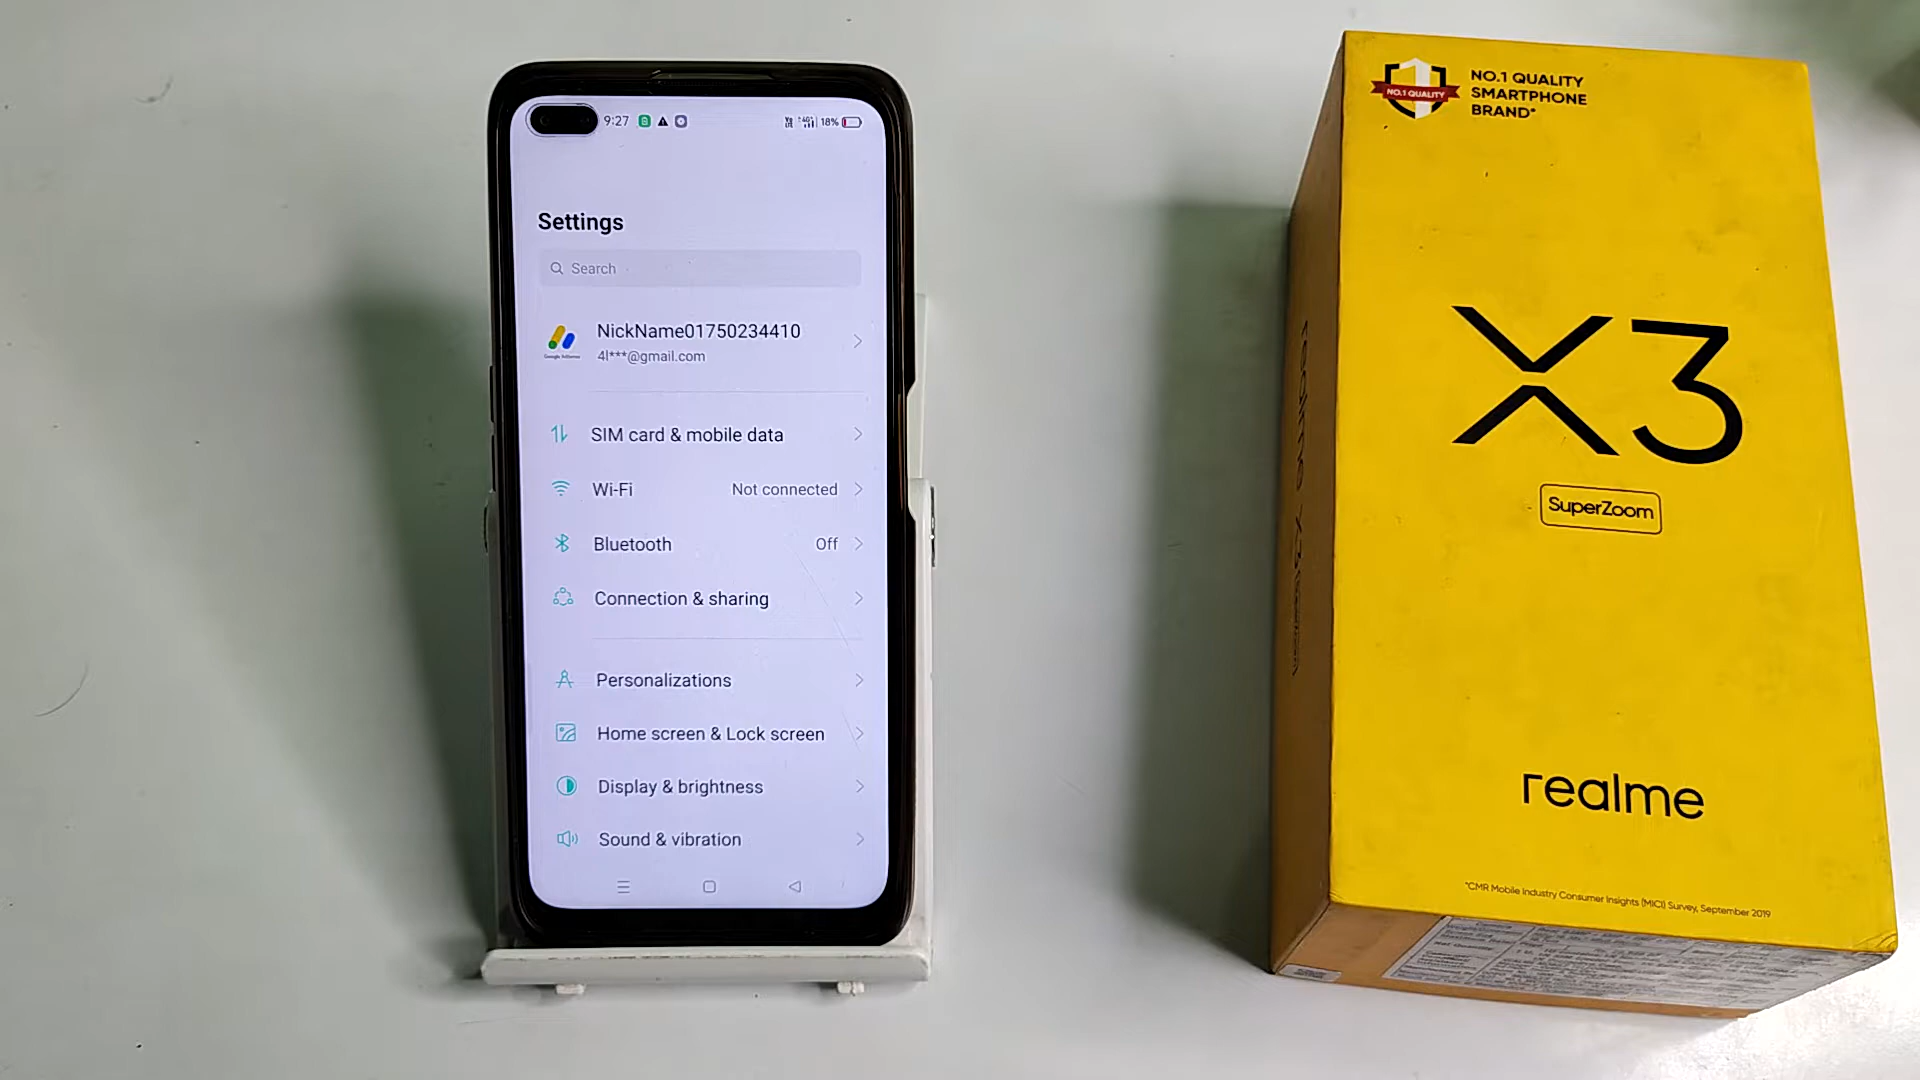 9:27
18%
Settings
Search
NickName01750234410
4l***@gmail.com
SIM card & mobile data
Wi-Fi Not connected
Bluetooth Off
Connection & sharing
Personalizations
Home screen & Lock screen
Display & brightness
Sound & vibration
NO.1 QUALITY
NO.1 QUALITY
SMARTPHONE
BRAND*
X3
SuperZoom
realme
*CMR Mobile Industry Consumer Insights (MICI) Survey, September 2019
realme X3